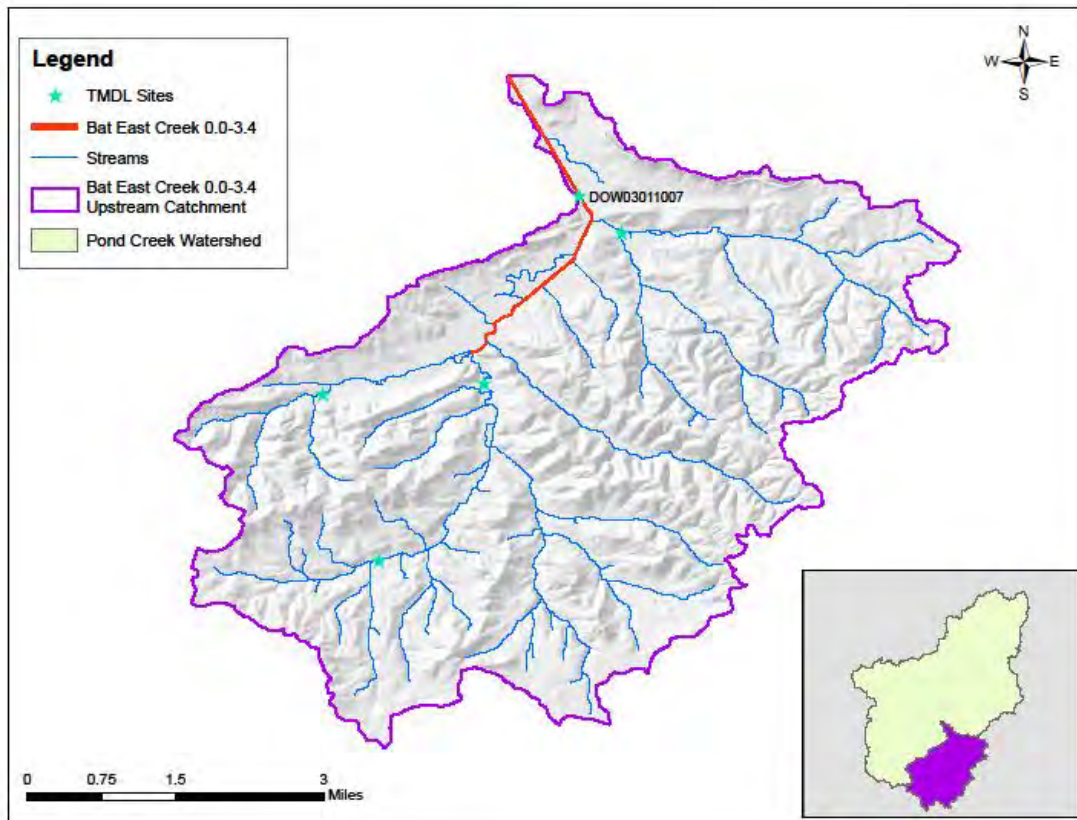 Legend
TMDL Sites
Bat East Creek 0.0-3.4
Streams
Bat East Creek 0.0-3.4
Upstream Catchment
Pond Creek Watershed
N
W E
S
DOW03011007
0 0.75 1.5 3
Miles